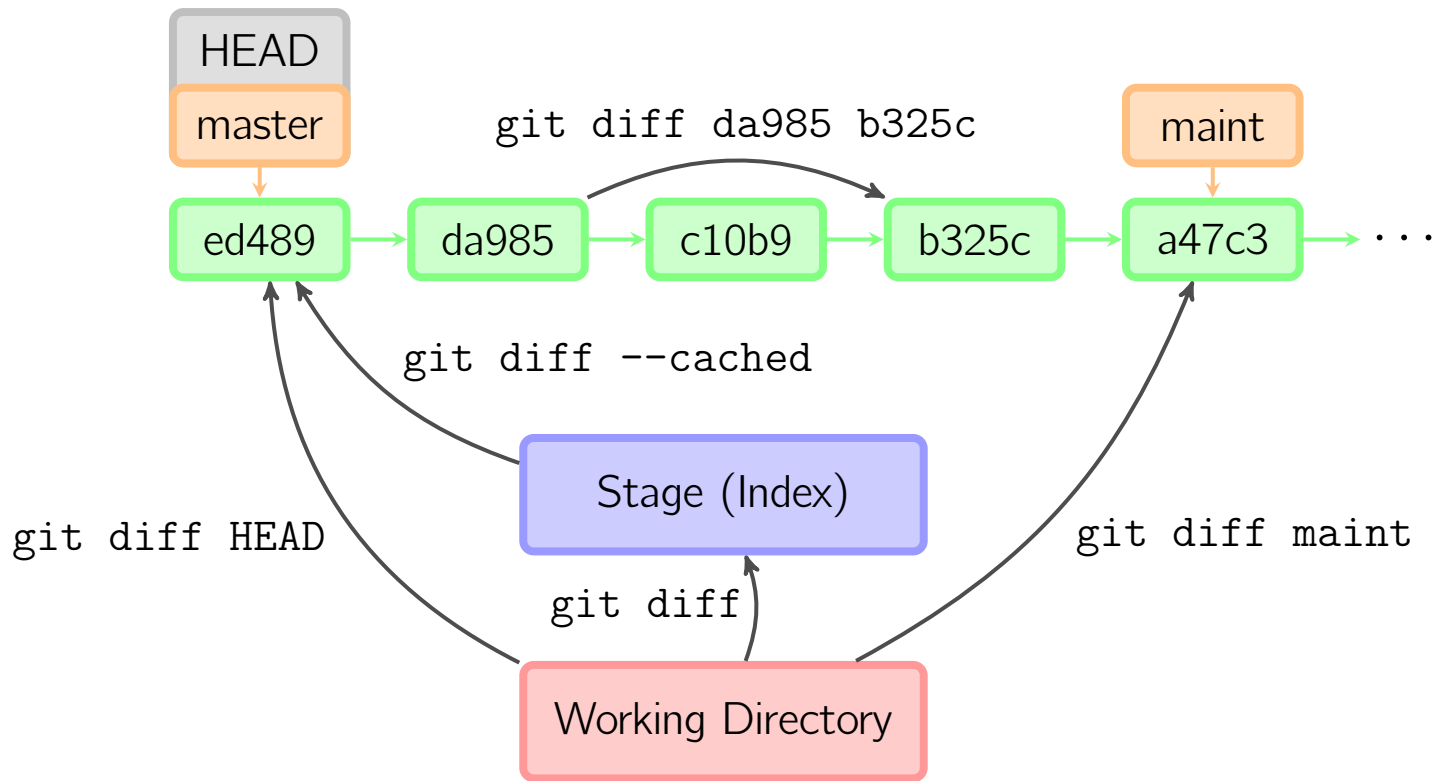 HEAD
master
git diff da985 b325c
maint
ed489
da985
c10b9
b325c
a47c3
...
git diff --cached
Stage (Index)
git diff HEAD
git diff maint
git diff
Working Directory